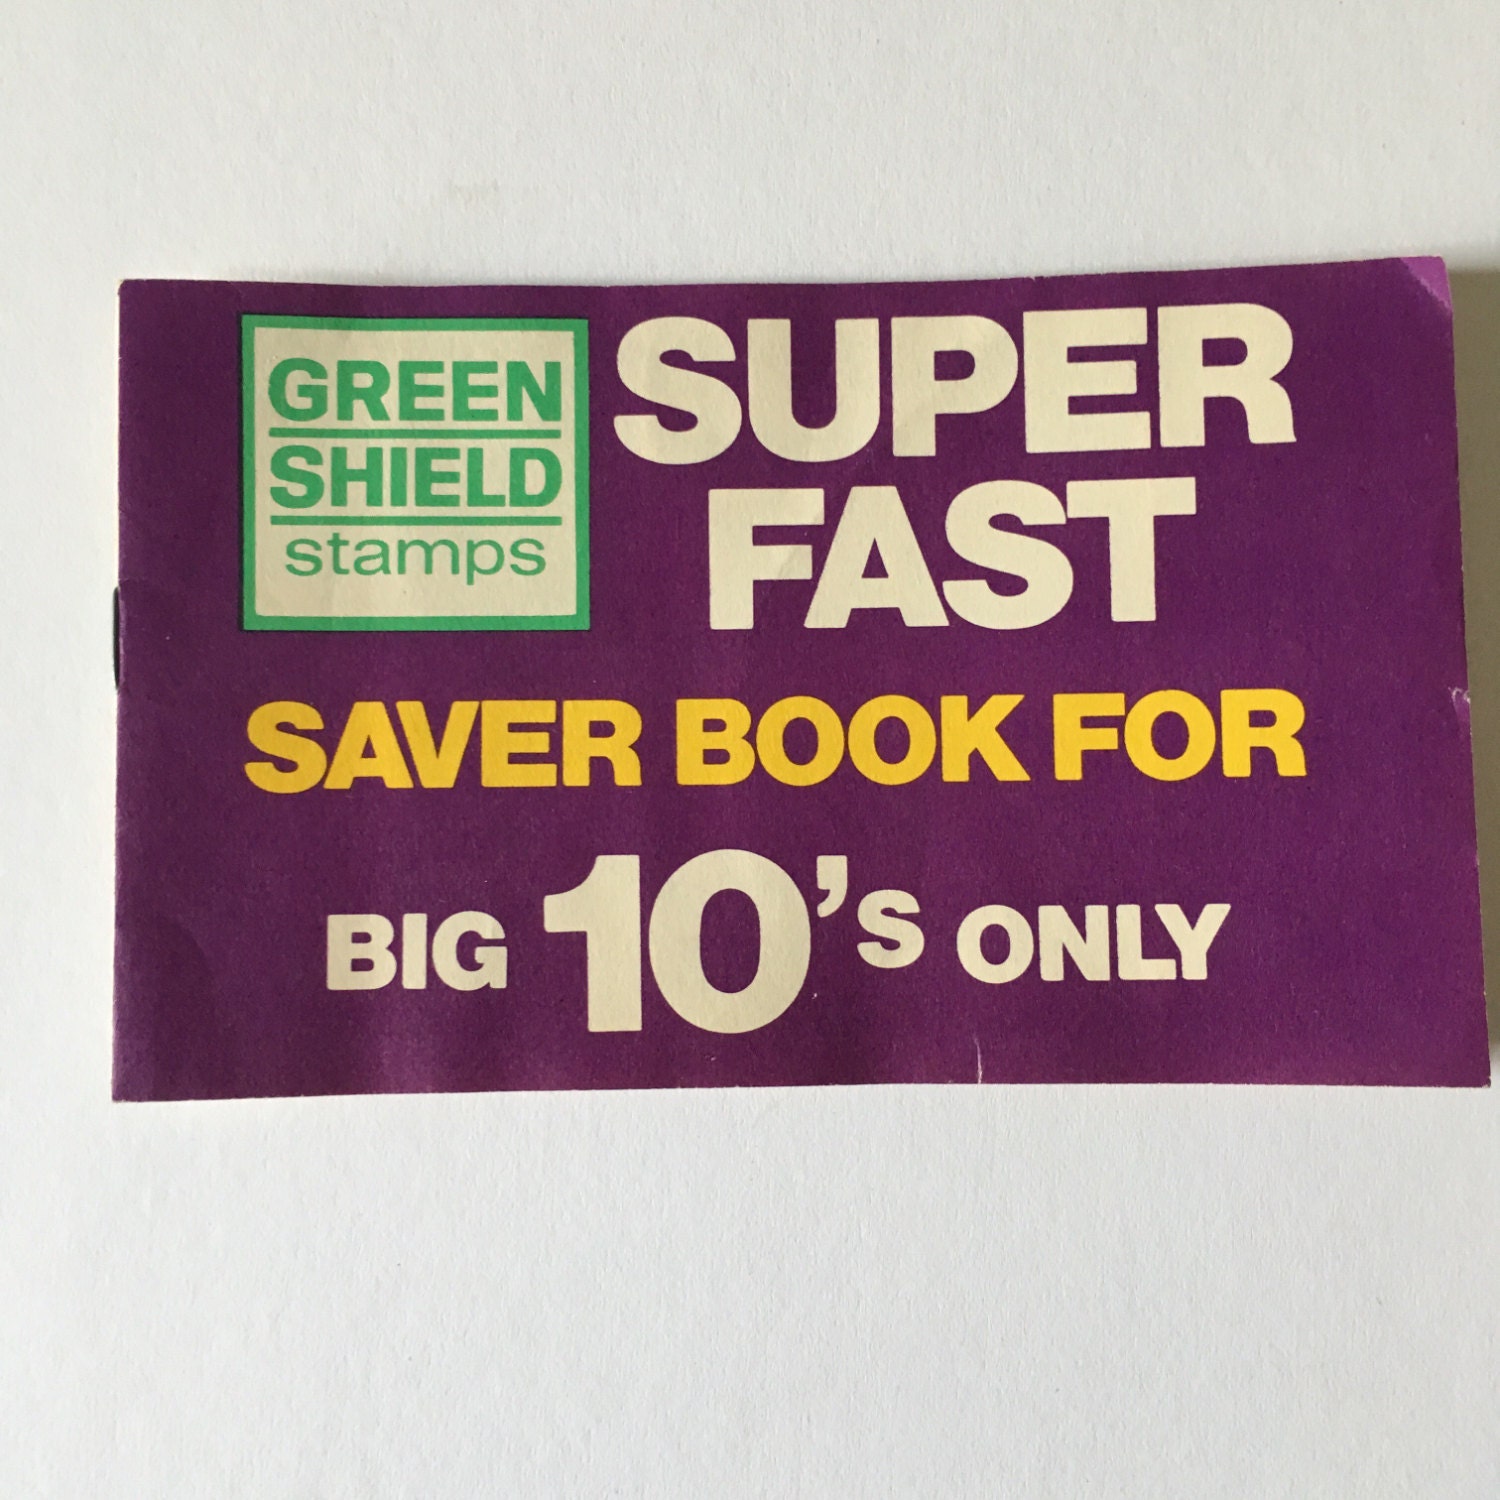 GREEN
SHIELD
stamps
SUPER
FAST
SAVER BOOK FOR
BIG 10's ONLY